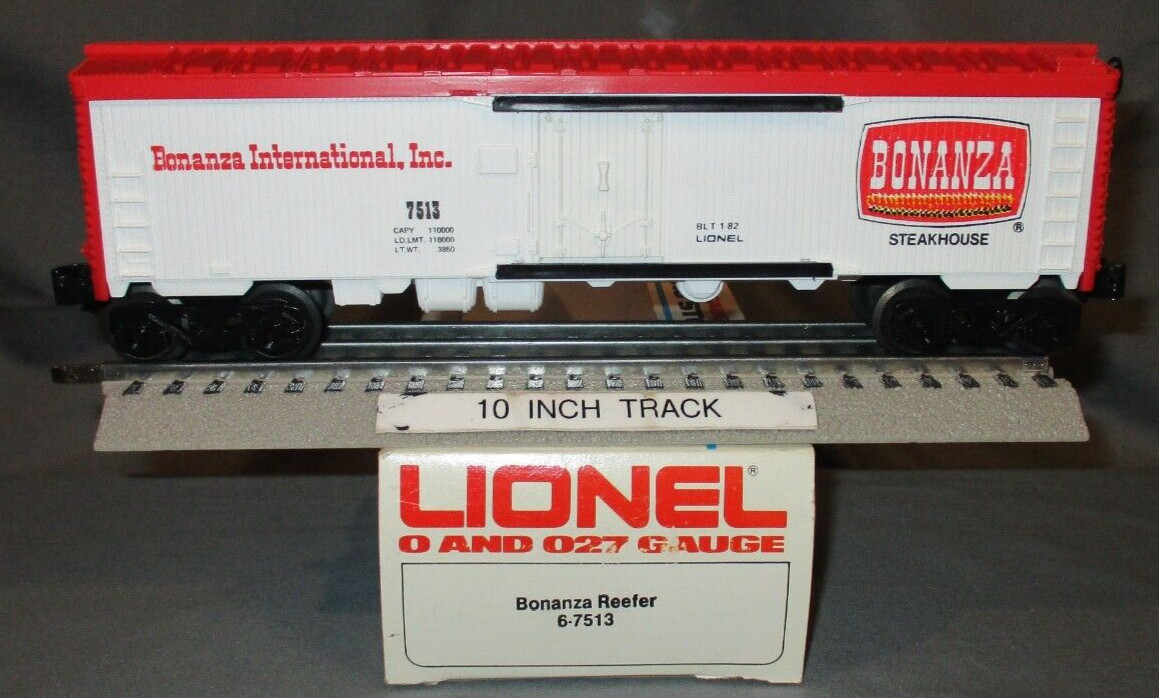 Bonanza International, Inc.
7513
CAPY 110000
LD.LMT. 118000
LT.WT. 3860
BLT 1-82
LIONEL
BONANZA
®
STEAKHOUSE
10 INCH TRACK
LIONEL®
O AND O27 GAUGE
Bonanza Reefer
6-7513